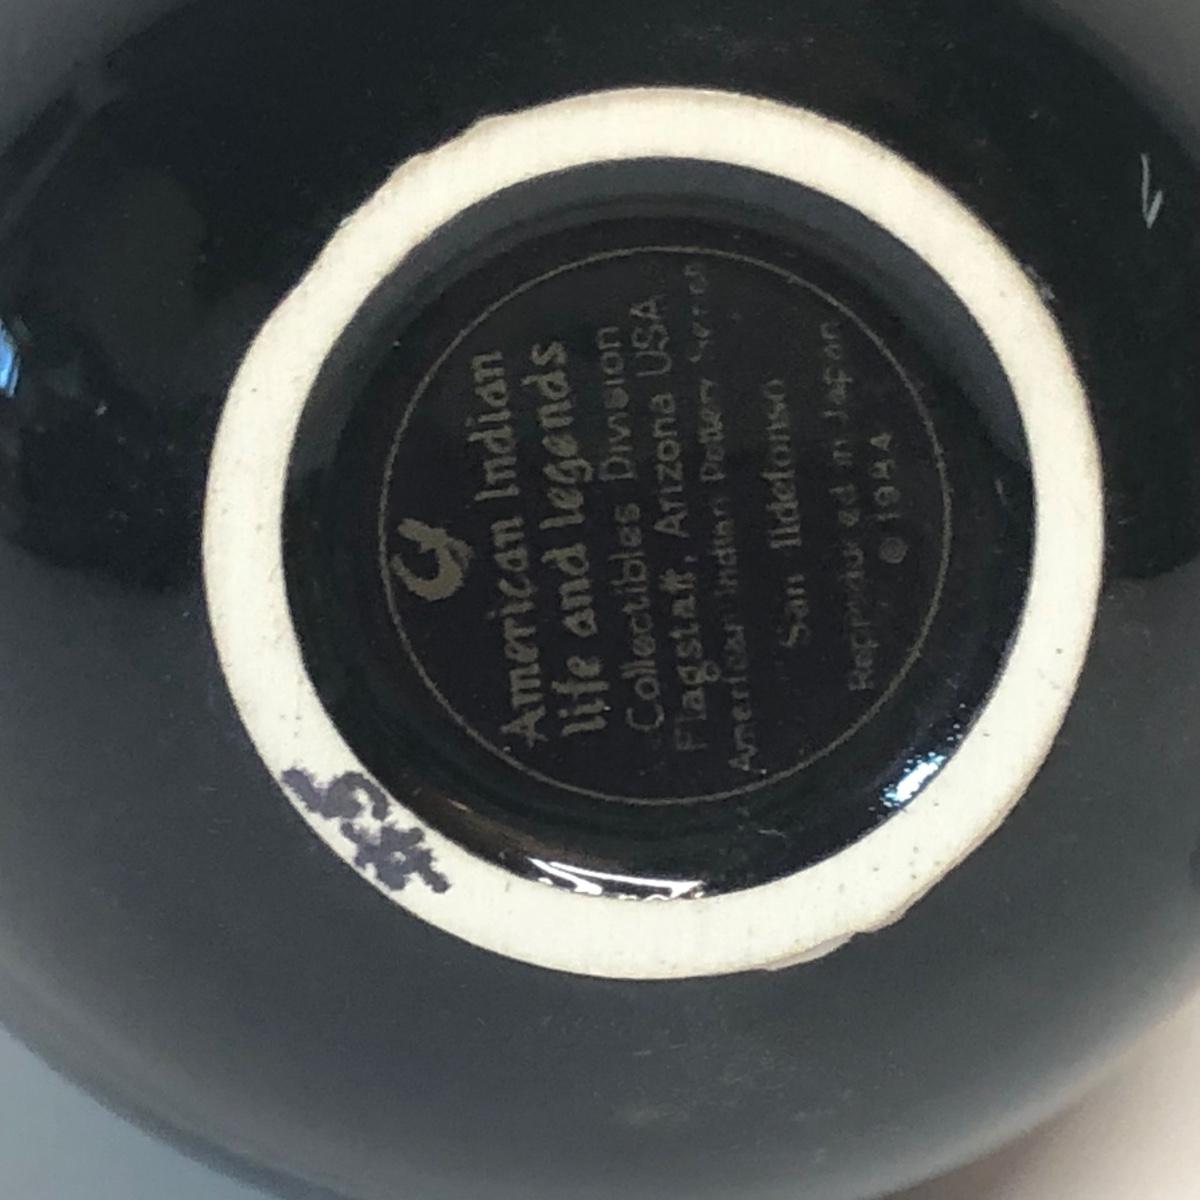 American Indian
life and legends
Collectibles Division
Flagstaff, Arizona USA
American Indian Pottery Series
San Ildefonso
Reproduced in Japan
© 1984